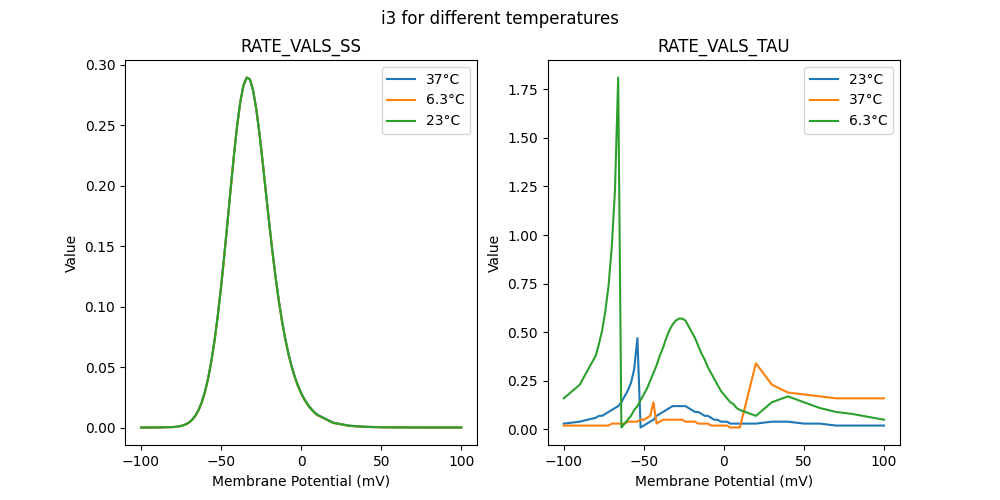 i3 for different temperatures
RATE_VALS_SS
RATE_VALS_TAU
Value
0.30
0.25
0.20
0.15
0.10
0.05
0.00
37°C
6.3°C
23°C
−100
−50
0
50
100
Membrane Potential (mV)
Value
1.75
1.50
1.25
1.00
0.75
0.50
0.25
0.00
23°C
37°C
6.3°C
−100
−50
0
50
100
Membrane Potential (mV)